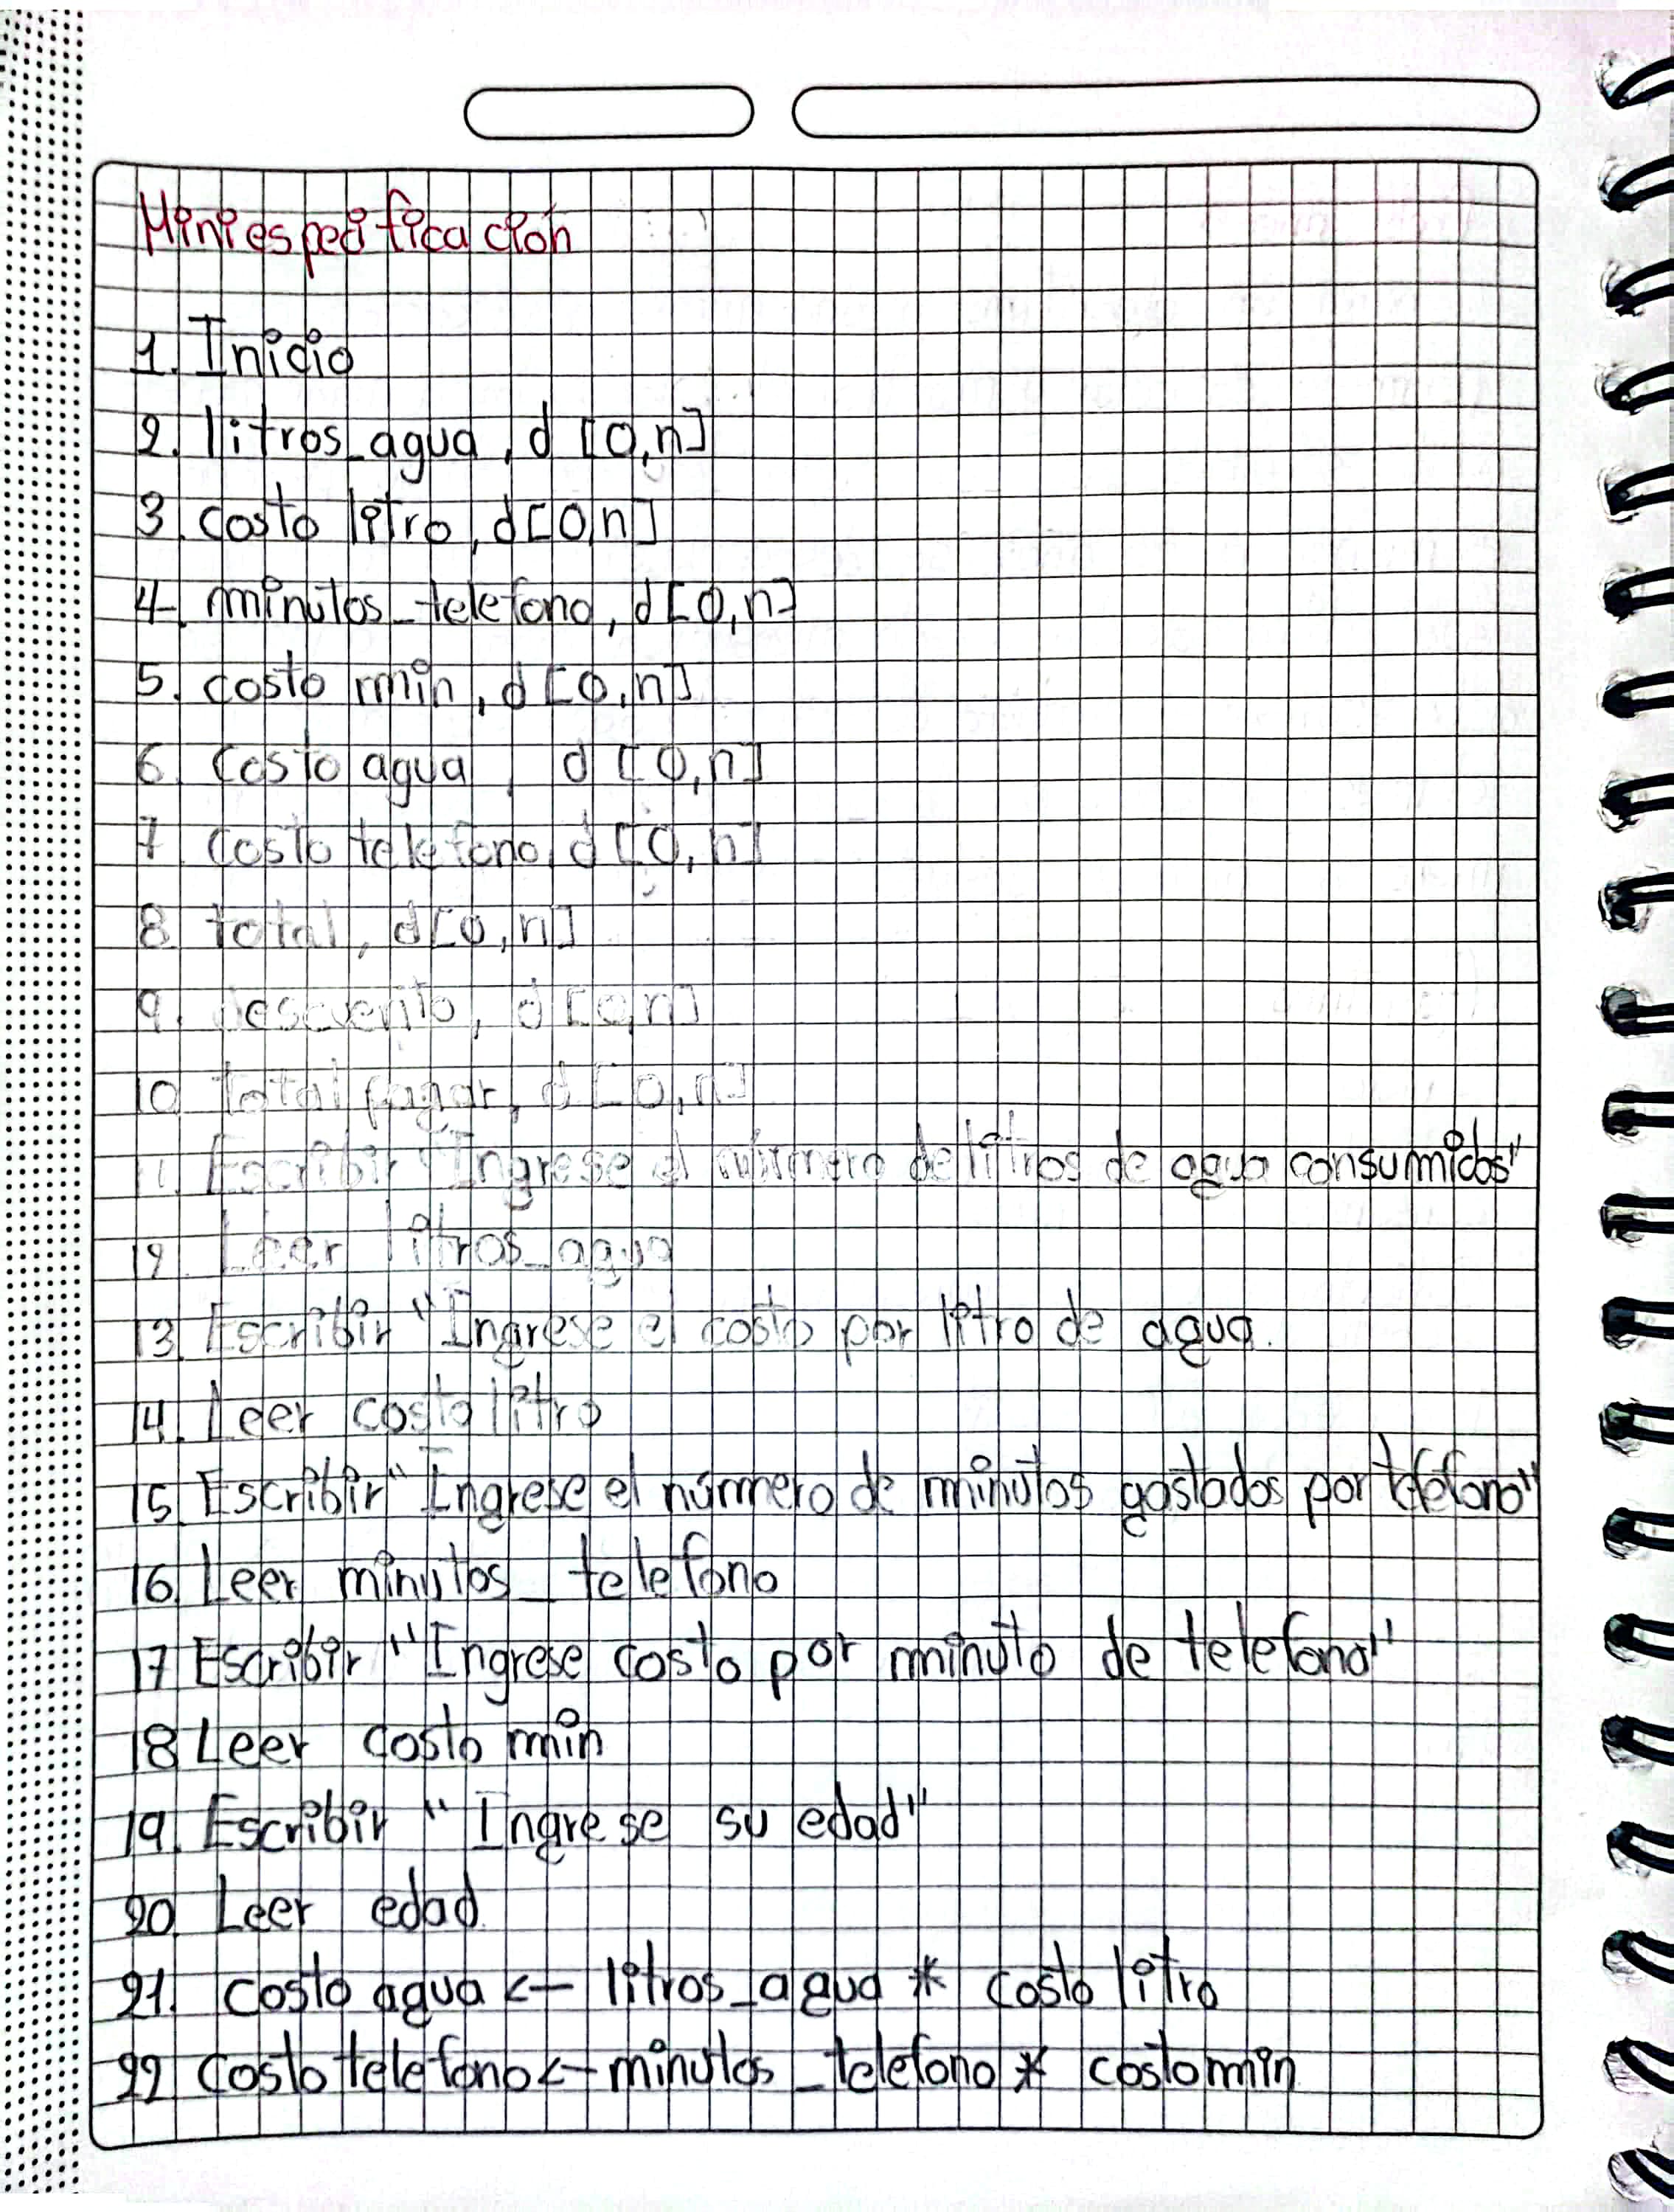 Miniespecificación
1. Inicio
2. litros_agua, d [0,n]
3. costo litro, d[0,n]
4. minutos_telefono, d[0,n]
5. costo min, d[0,n]
6. costo agua, d [0,n]
7 costo telefono, d [0,n]
8 total, d[0,n]
9. descuento, d [0,n]
10 total pagar, d [0,n]
11. Escribir "Ingrese el número de litros de agua consumidos"
12. Leer litros_agua
13. Escribir "Ingrese el costo por litro de agua.
14. Leer costo litro
15. Escribir "Ingrese el número de minutos gastados por telefono"
16. Leer minutos_telefono
17 Escribir "Ingrese costo por minuto de telefono"
18 Leer costo min
19. Escribir "Ingrese su edad"
20. Leer edad.
21. costo agua <- litros_agua * costo litro
22 costo telefono <- minutos_telefono * costo min.